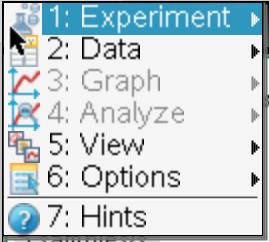 1: Experiment
2: Data
3: Graph
4: Analyze
5: View
6: Options
7: Hints